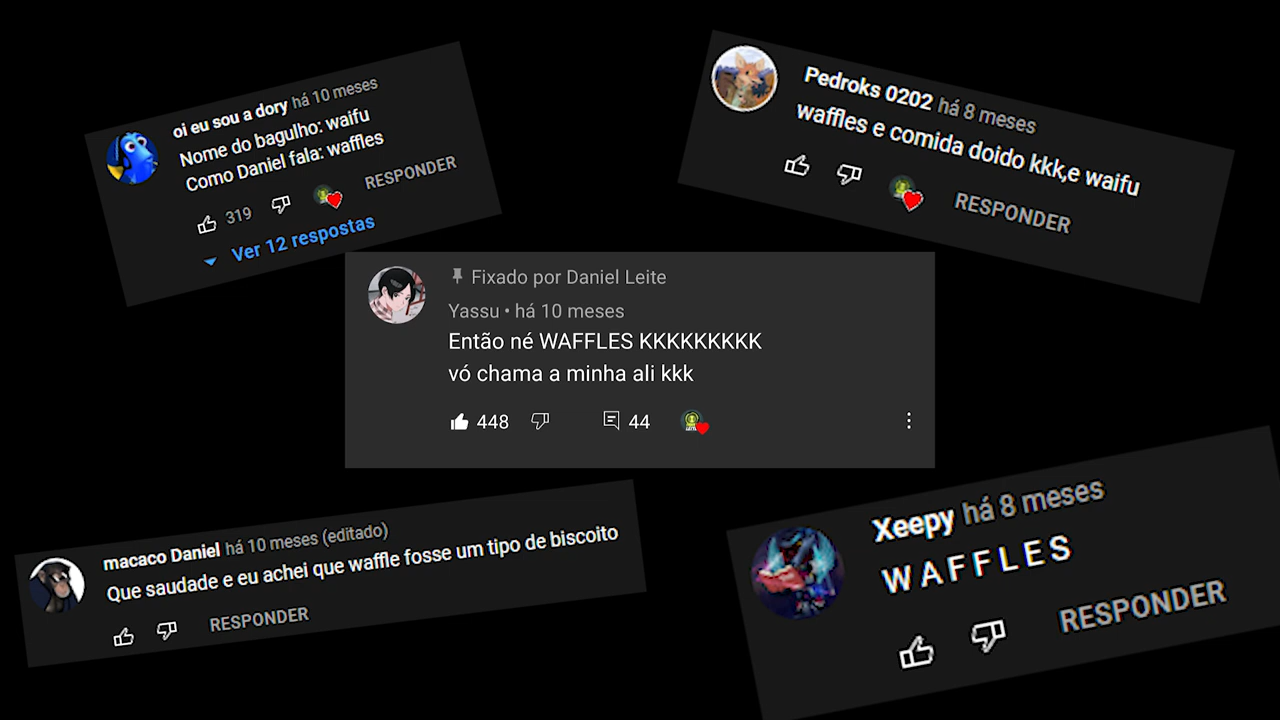 oi eu sou a dory há 10 meses
Nome do bagulho: waifu
Como Daniel fala: waffles
319 RESPONDER
Ver 12 respostas
Pedroks 0202 há 8 meses
waffles e comida doido kkk,e waifu
RESPONDER
Fixado por Daniel Leite
Yassu • há 10 meses
Então né WAFFLES KKKKKKKKK
vó chama a minha ali kkk
448 44
macaco Daniel há 10 meses (editado)
Que saudade e eu achei que waffle fosse um tipo de biscoito
RESPONDER
Xeepy há 8 meses
W A F F L E S
RESPONDER